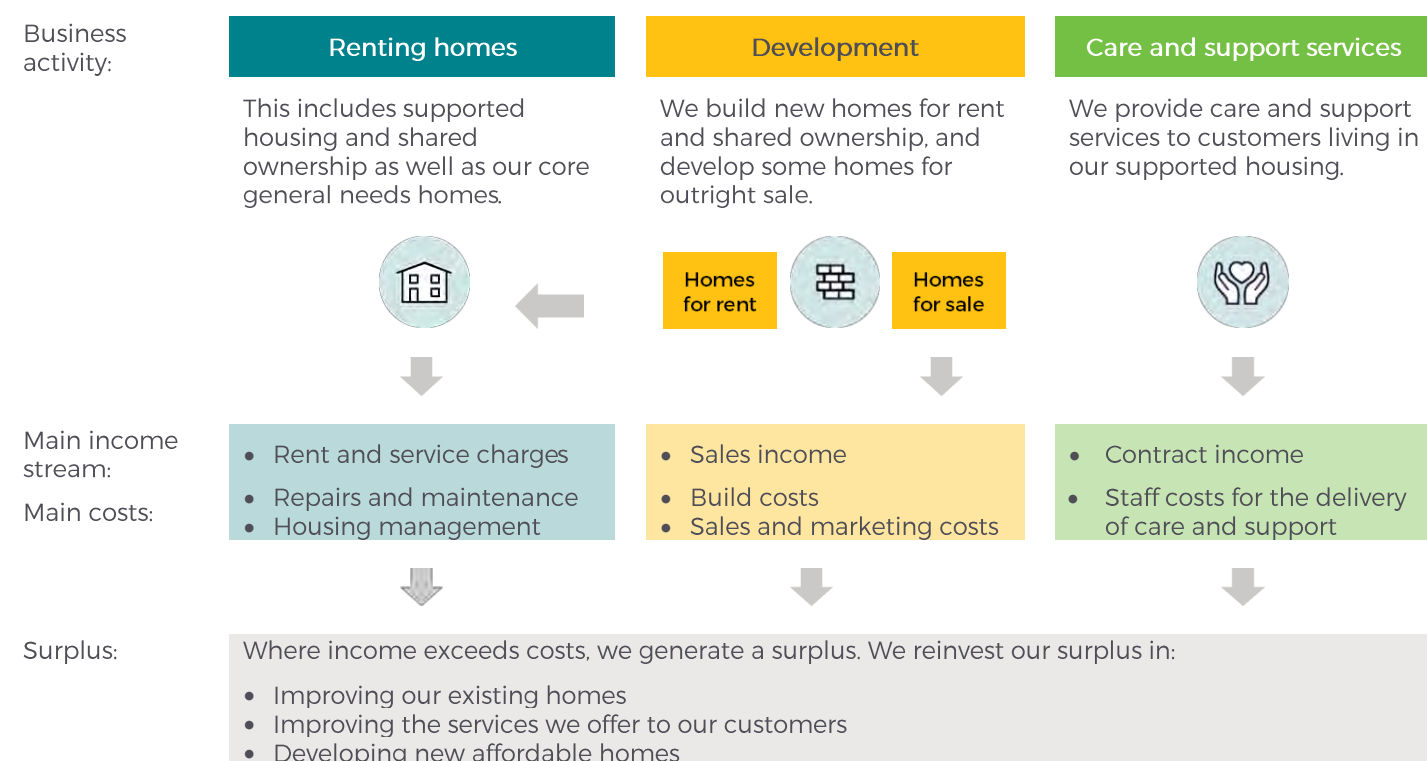 Business
activity:
Renting homes
Development
Care and support services
This includes supported
housing and shared
ownership as well as our core
general needs homes.
We build new homes for rent
and shared ownership, and
develop some homes for
outright sale.
We provide care and support
services to customers living in
our supported housing.
Homes
for rent
Homes
for sale
Main income
stream:
Main costs:
• Rent and service charges
• Repairs and maintenance
• Housing management
• Sales income
• Build costs
• Sales and marketing costs
• Contract income
• Staff costs for the delivery
of care and support
Surplus:
Where income exceeds costs, we generate a surplus. We reinvest our surplus in:
• Improving our existing homes
• Improving the services we offer to our customers
• Developing new affordable homes